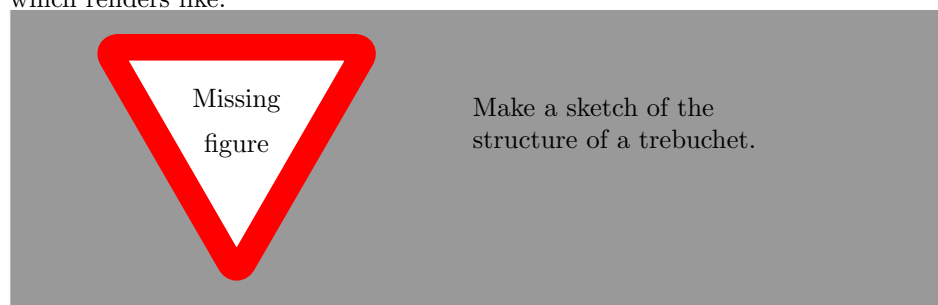 which renders like:
Missing
figure
Make a sketch of the
structure of a trebuchet.